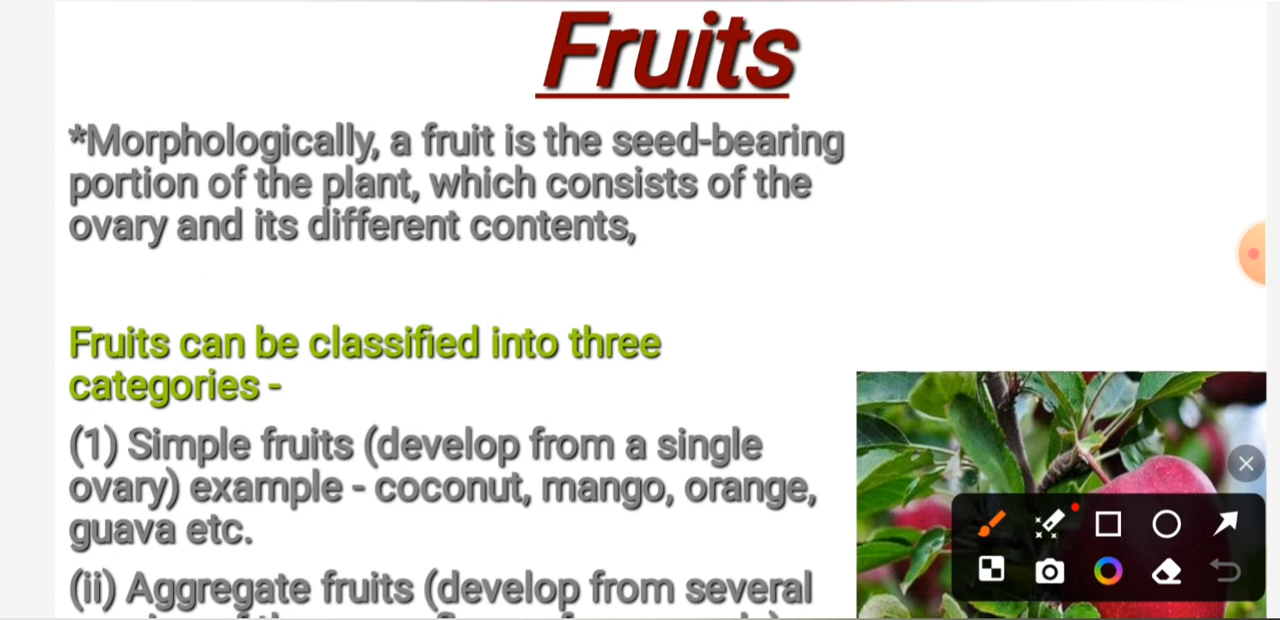 Fruits
*Morphologically, a fruit is the seed-bearing
portion of the plant, which consists of the
ovary and its different contents,
Fruits can be classified into three
categories -
(1) Simple fruits (develop from a single
ovary) example - coconut, mango, orange,
guava etc.
(ii) Aggregate fruits (develop from several